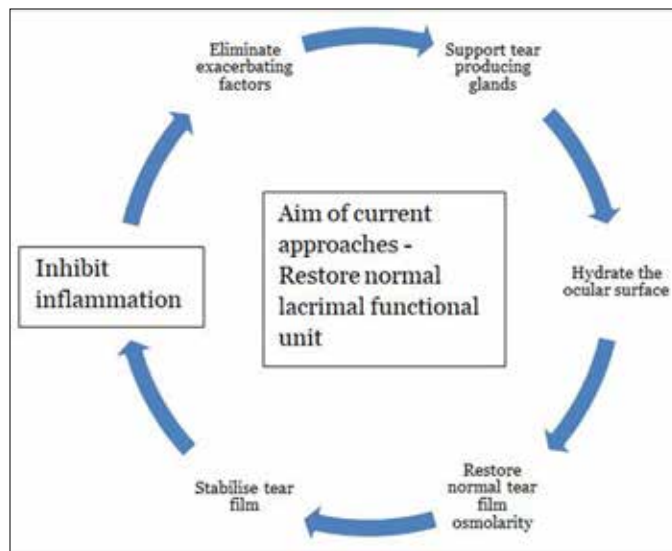 Eliminate
exacerbating
factors
Support tear
producing
glands
Hydrate the
ocular surface
Restore
normal tear
film
osmolarity
Stabilise tear
film
Inhibit
inflammation
Aim of current
approaches -
Restore normal
lacrimal functional
unit